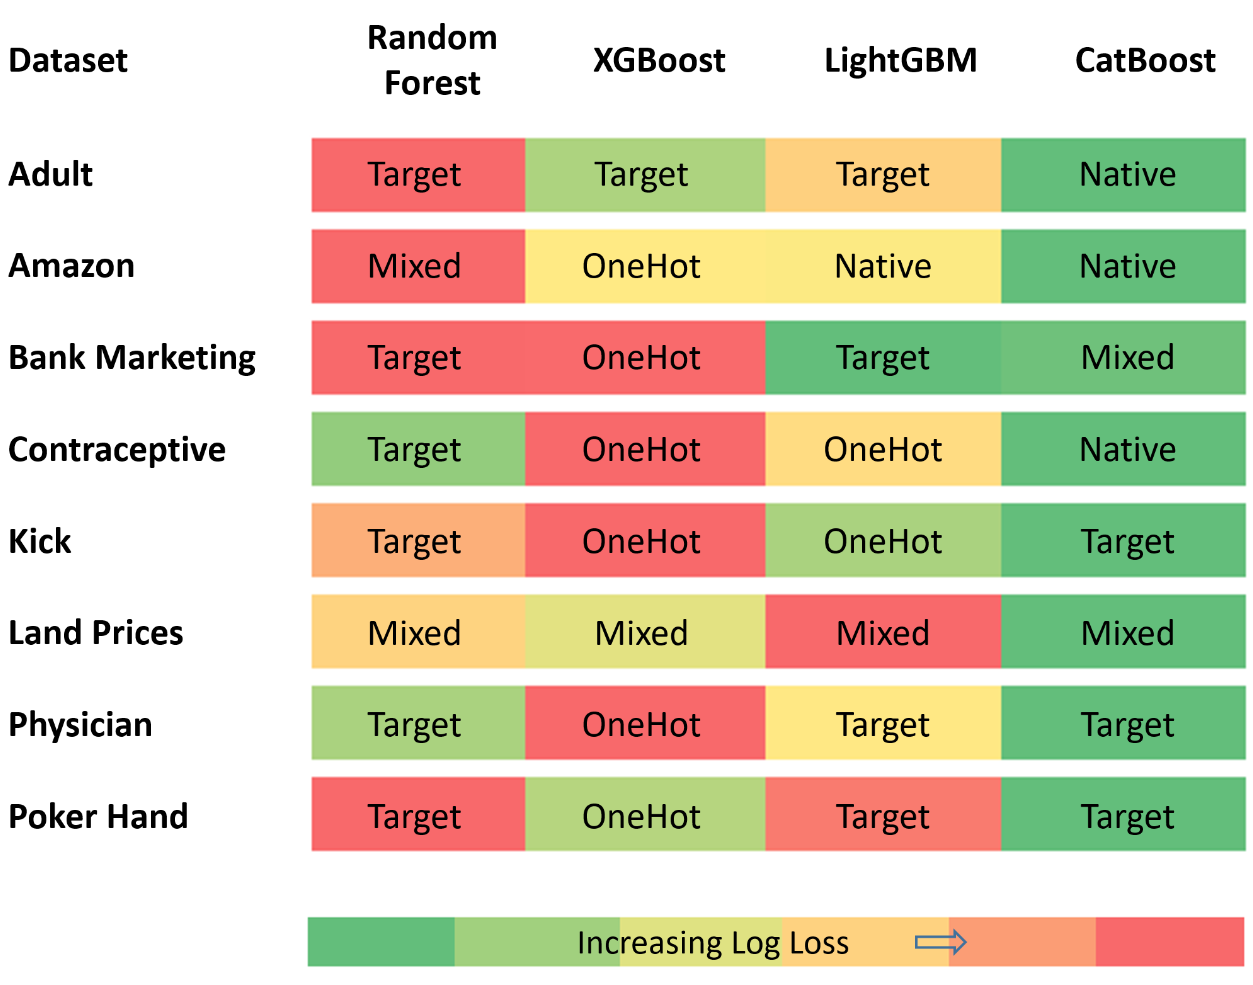 Dataset Random Forest XGBoost LightGBM CatBoost
Adult Target Target Target Native
Amazon Mixed OneHot Native Native
Bank Marketing Target OneHot Target Mixed
Contraceptive Target OneHot OneHot Native
Kick Target OneHot OneHot Target
Land Prices Mixed Mixed Mixed Mixed
Physician Target OneHot Target Target
Poker Hand Target OneHot Target Target
Increasing Log Loss